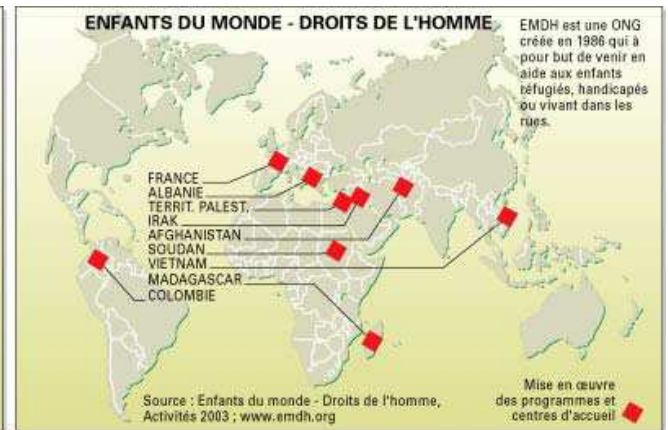 ENFANTS DU MONDE - DROITS DE L'HOMME
EMDH est une ONG
créée en 1986 qui à
pour but de venir en
aide aux enfants
réfugiés, handicapés
ou vivant dans les
rues.
FRANCE
ALBANIE
TERRIT. PALEST.
IRAK
AFGHANISTAN
SOUDAN
VIETNAM
MADAGASCAR
COLOMBIE
Mise en œuvre
des programmes et
centres d'accueil
Source : Enfants du monde - Droits de l'homme,
Activités 2003 ; www.emdh.org